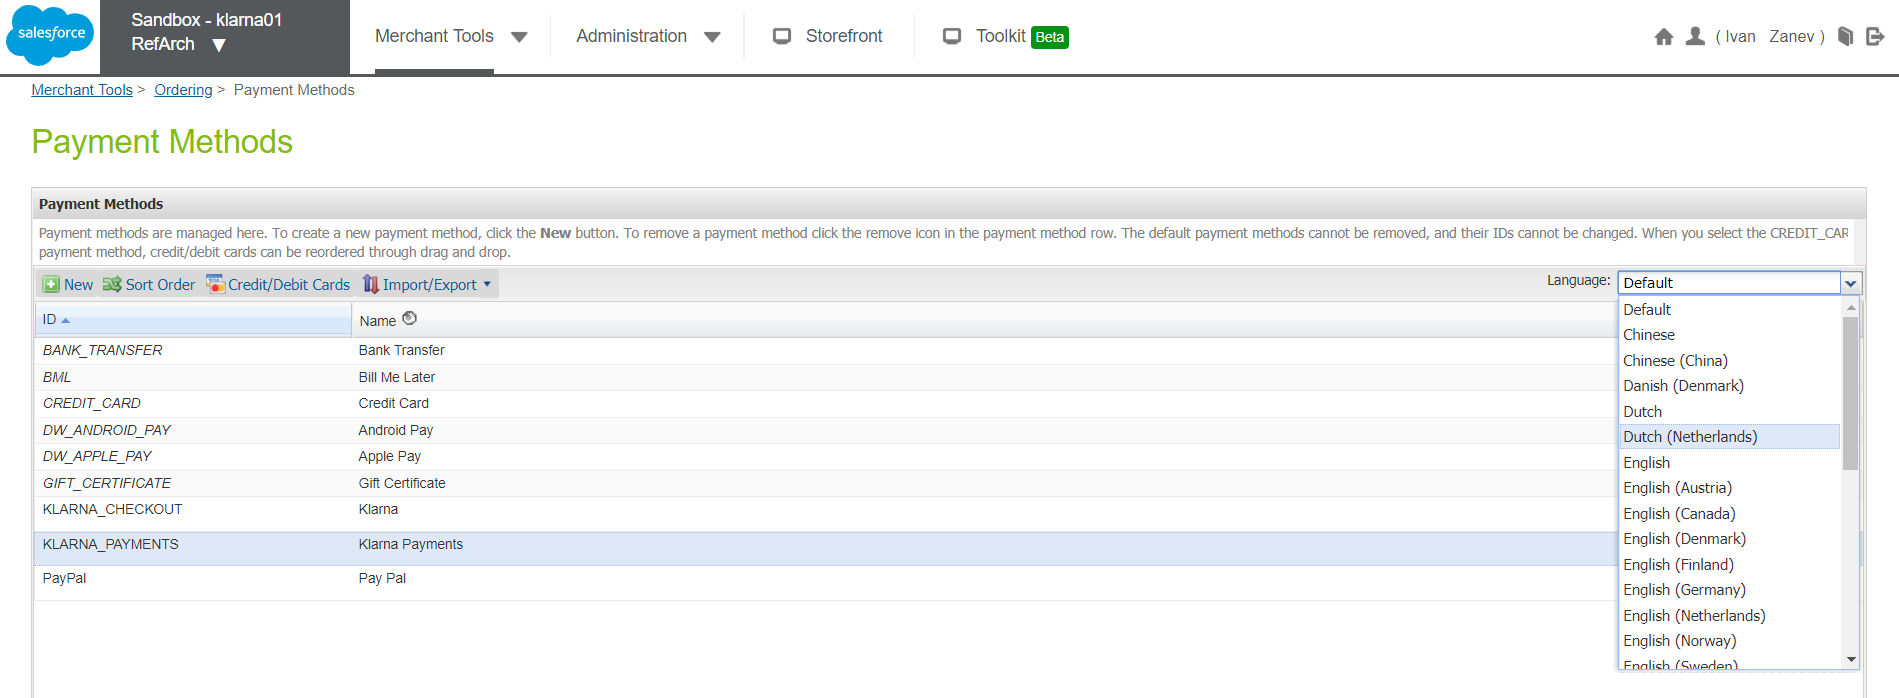 salesforce
Sandbox - klarna01
RefArch
Merchant Tools
Administration
Storefront
Toolkit Beta
( Ivan Zanev )
Merchant Tools > Ordering > Payment Methods
Payment Methods
Payment Methods
Payment methods are managed here. To create a new payment method, click the New button. To remove a payment method click the remove icon in the payment method row. The default payment methods cannot be removed, and their IDs cannot be changed. When you select the CREDIT_CAR
payment method, credit/debit cards can be reordered through drag and drop.
New Sort Order Credit/Debit Cards Import/Export
Language: Default
ID Name
BANK_TRANSFER Bank Transfer
BML Bill Me Later
CREDIT_CARD Credit Card
DW_ANDROID_PAY Android Pay
DW_APPLE_PAY Apple Pay
GIFT_CERTIFICATE Gift Certificate
KLARNA_CHECKOUT Klarna
KLARNA_PAYMENTS Klarna Payments
PayPal Pay Pal
Default
Chinese
Chinese (China)
Danish (Denmark)
Dutch
Dutch (Netherlands)
English
English (Austria)
English (Canada)
English (Denmark)
English (Finland)
English (Germany)
English (Netherlands)
English (Norway)
English (Sweden)